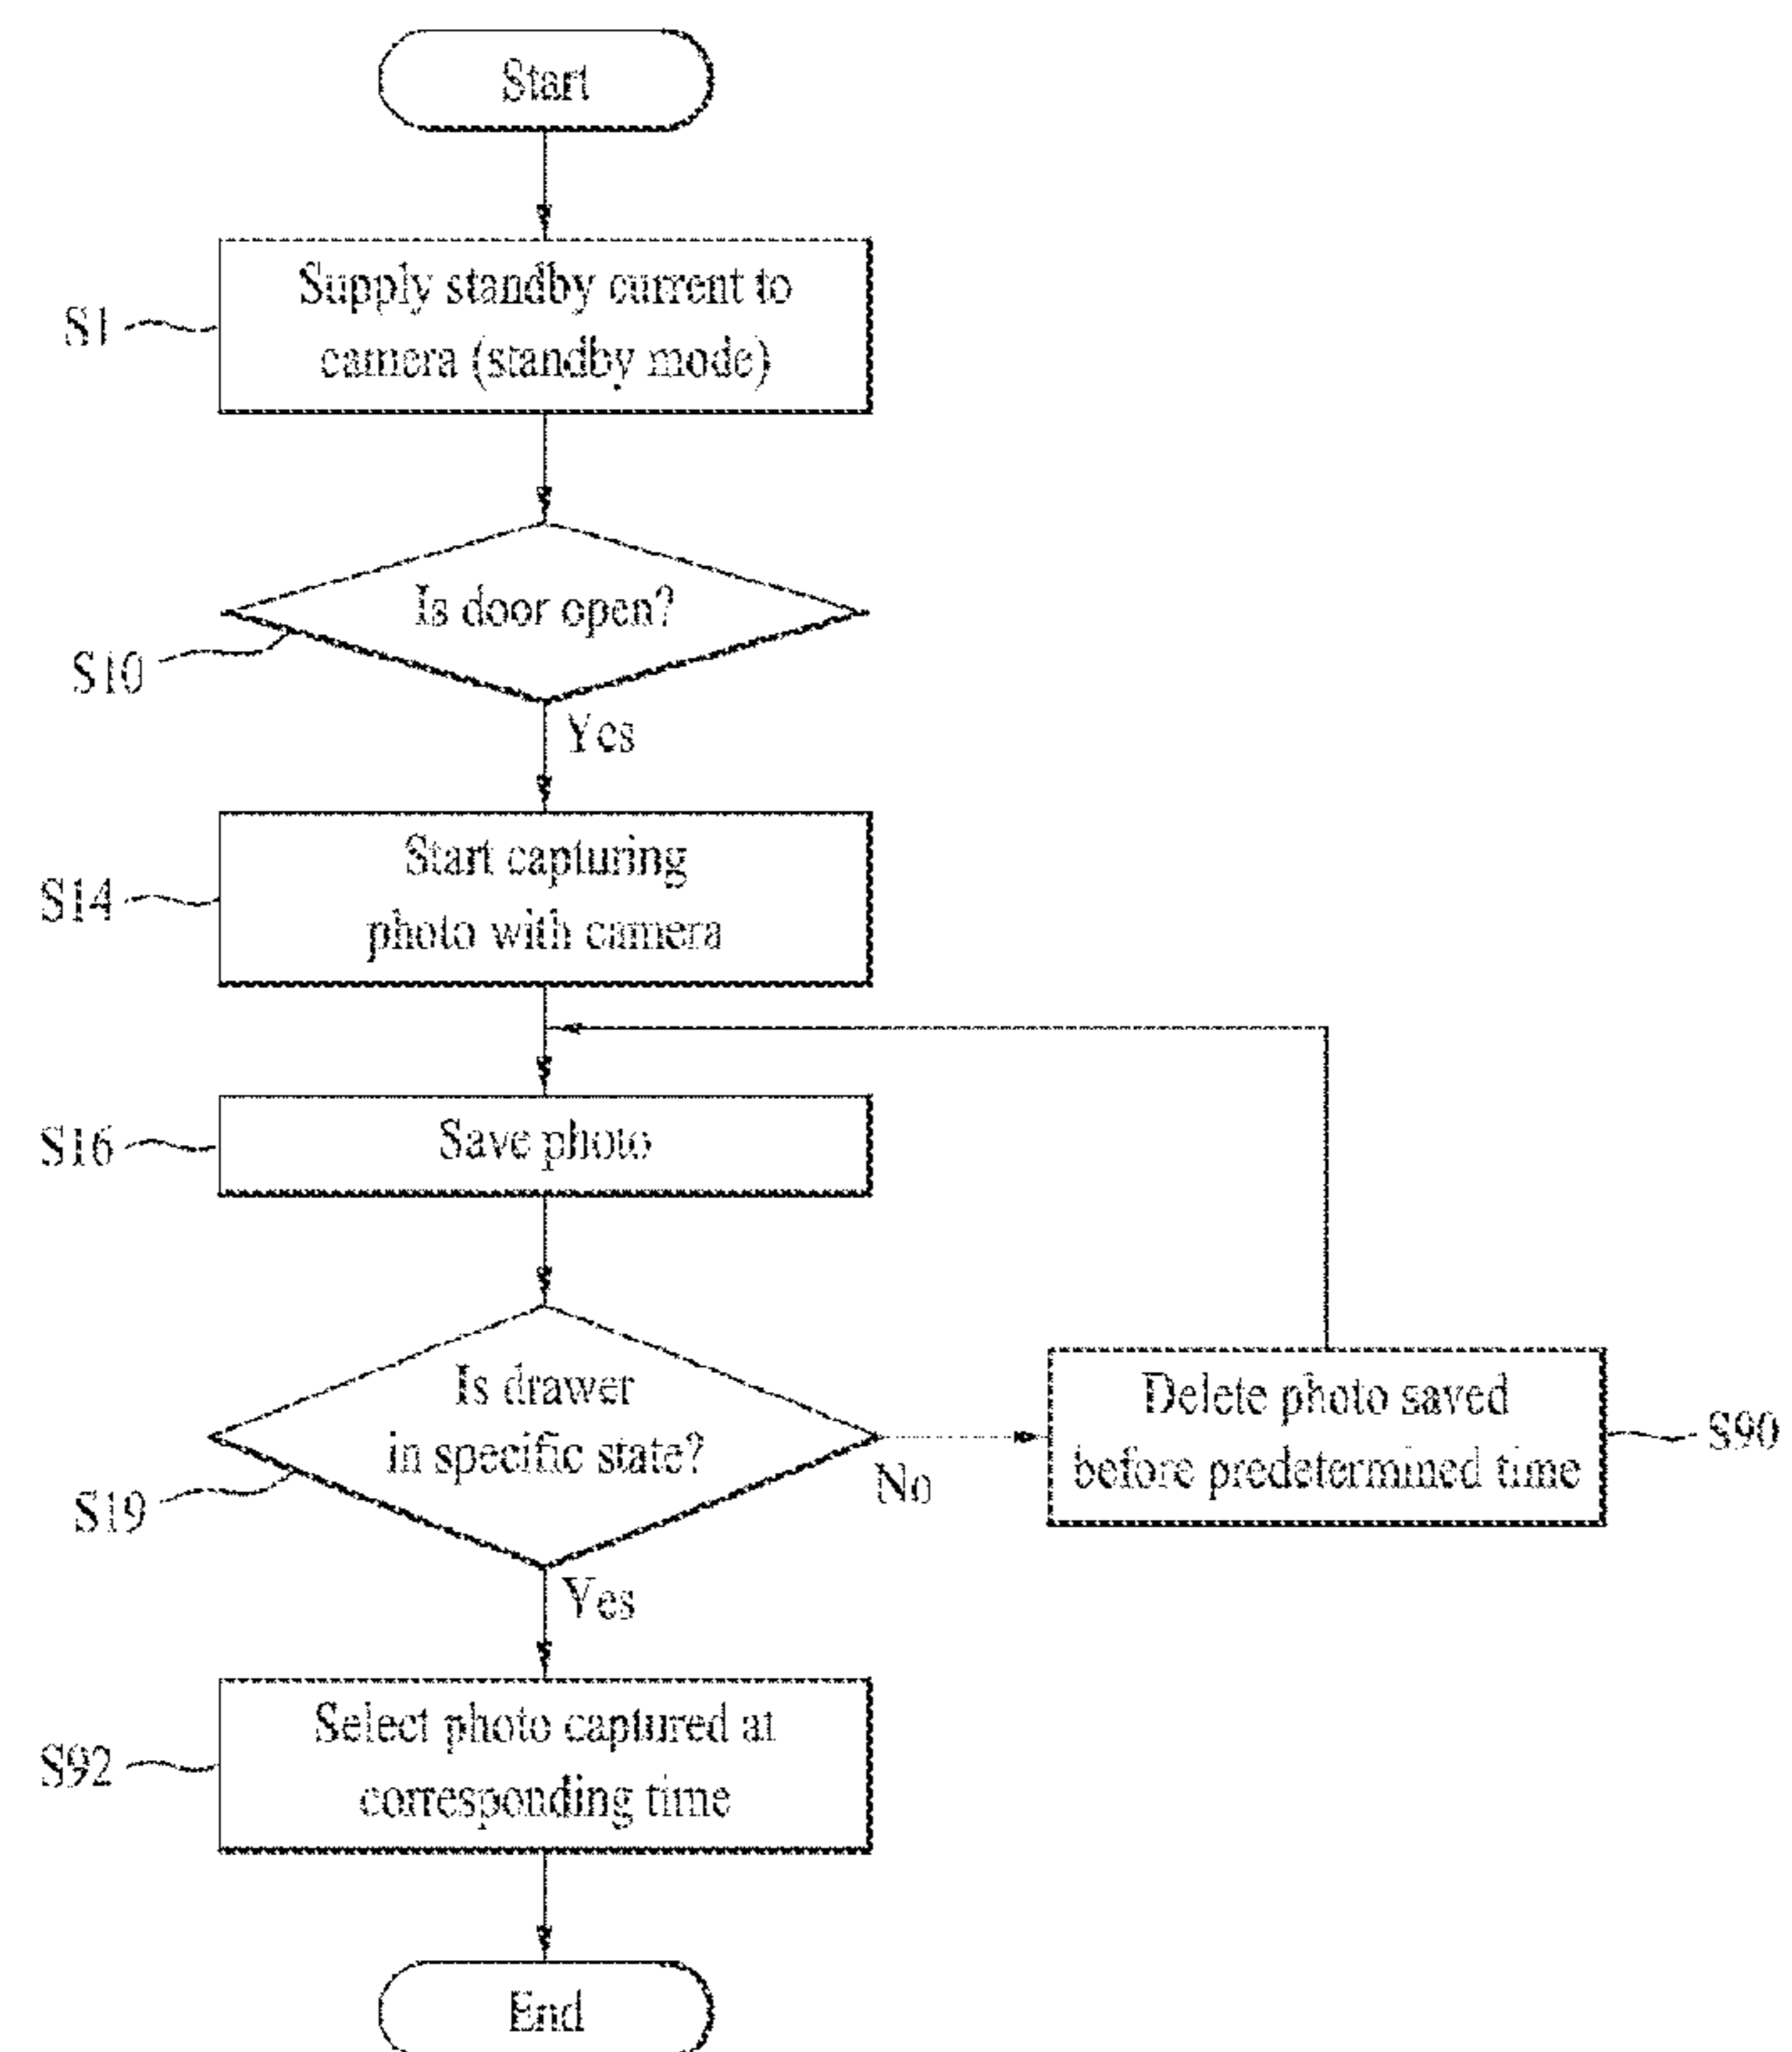 Start
S1
Supply standby current to
camera (standby mode)
Is door open?
S10
Yes
S14
Start capturing
photo with camera
S16
Save photo
Is drawer
in specific state?
S19
No
Delete photo saved
before predetermined time
S90
Yes
S92
Select photo captured at
corresponding time
End